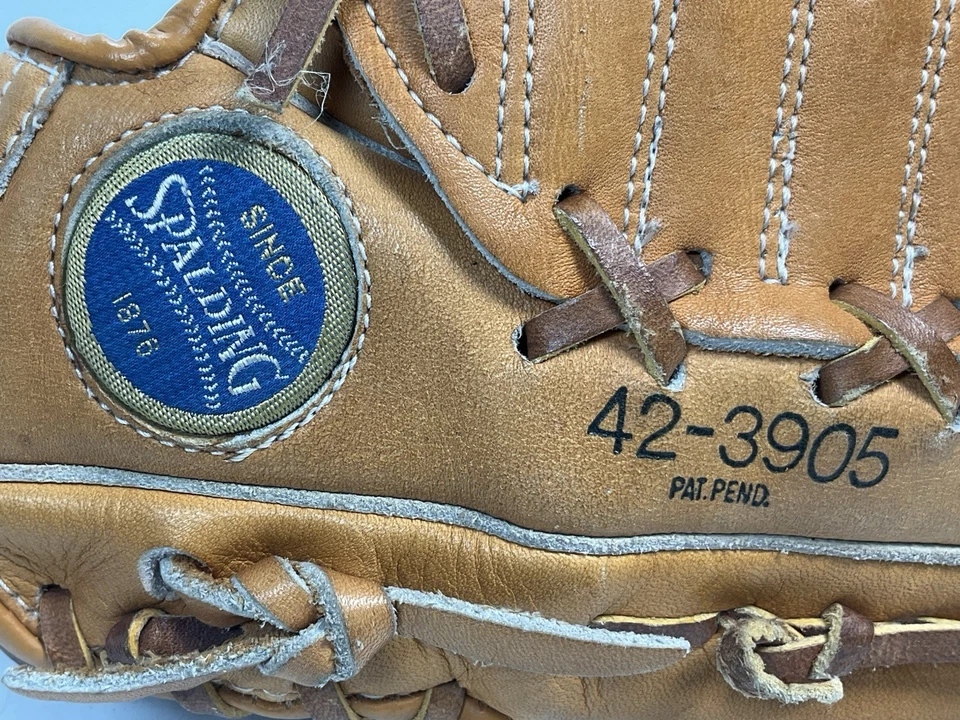 SINCE
SPALDING
1876
42-3905
PAT. PEND.